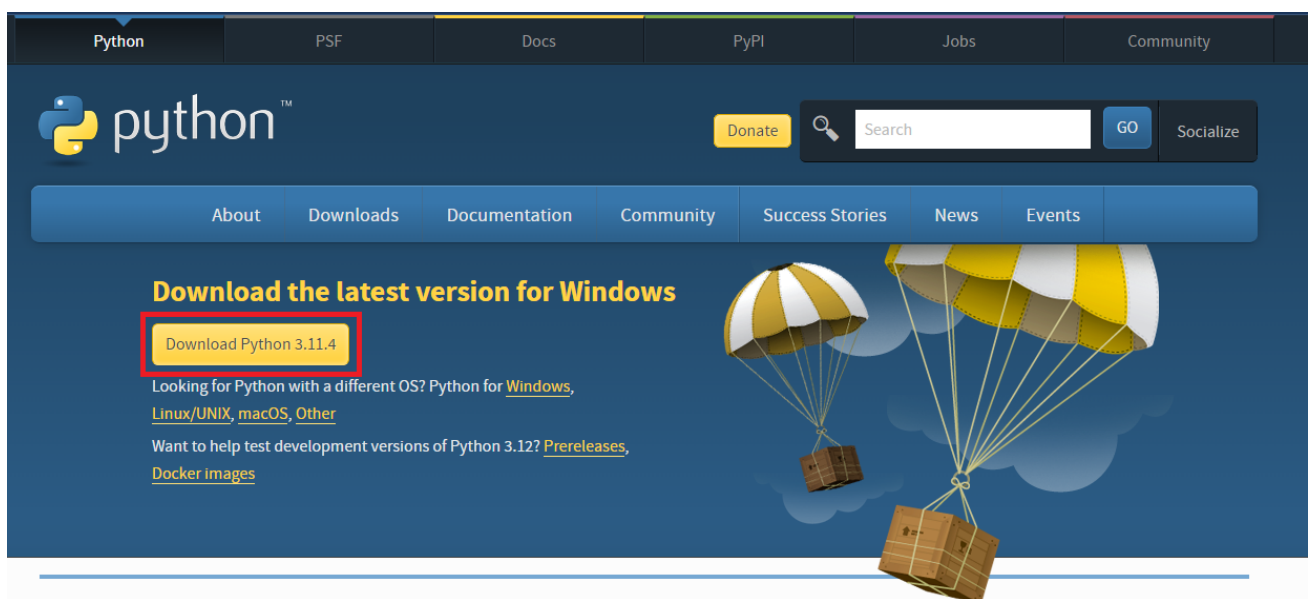 Python PSF Docs PyPI Jobs Community
python™
Donate Search GO Socialize
About Downloads Documentation Community Success Stories News Events
Download the latest version for Windows
Download Python 3.11.4
Looking for Python with a different OS? Python for Windows,
Linux/UNIX, macOS, Other
Want to help test development versions of Python 3.12? Prereleases,
Docker images